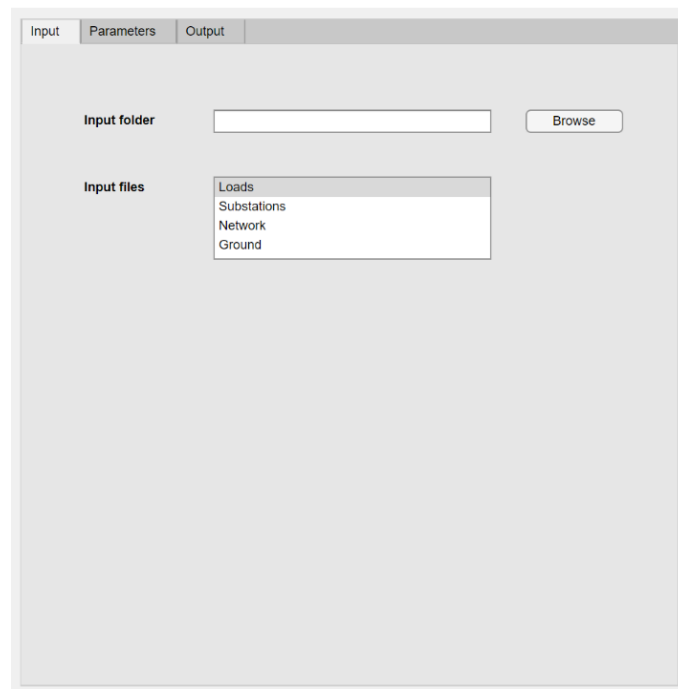 Input Parameters Output
Input folder Browse
Input files Loads
Substations
Network
Ground